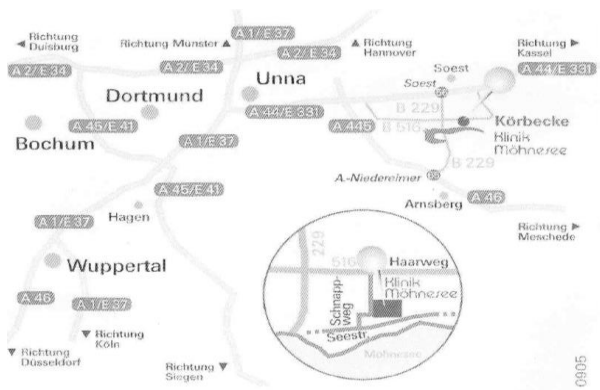 Richtung
Duisburg
Richtung Münster
A 1/E 37
A 2/E 34
Richtung
Hannover
Richtung
Kassel
A 2/E 34
A 2/E 34
Unna
Soest
Soest
A 44/E 331
Dortmund
A 44/E 331
B 229
Bochum
A 45/E 41
A 1/E 37
A 445
B 516
Körbecke
Klinik
Möhnesee
B 229
A.-Niedereimer
A 45/E 41
Arnsberg
A 46
Hagen
A 1/E 37
Richtung
Meschede
229
516
Haarweg
Wuppertal
Klinik
Möhnesee
Schnapp-
weg
Seestr.
Möhnesee
A 46
A 1/E 37
Richtung
Köln
Richtung
Düsseldorf
Richtung
Siegen
0905